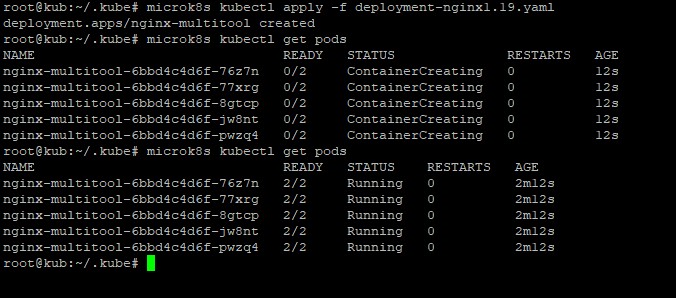 root@kub:~/.kube# microk8s kubectl apply -f deployment-nginx1.19.yaml
deployment.apps/nginx-multitool created
root@kub:~/.kube# microk8s kubectl get pods
NAME READY STATUS RESTARTS AGE
nginx-multitool-6bbd4c4d6f-76z7n 0/2 ContainerCreating 0 12s
nginx-multitool-6bbd4c4d6f-77xrg 0/2 ContainerCreating 0 12s
nginx-multitool-6bbd4c4d6f-8gtcp 0/2 ContainerCreating 0 12s
nginx-multitool-6bbd4c4d6f-jw8nt 0/2 ContainerCreating 0 12s
nginx-multitool-6bbd4c4d6f-pwzq4 0/2 ContainerCreating 0 12s
root@kub:~/.kube# microk8s kubectl get pods
NAME READY STATUS RESTARTS AGE
nginx-multitool-6bbd4c4d6f-76z7n 2/2 Running 0 2m12s
nginx-multitool-6bbd4c4d6f-77xrg 2/2 Running 0 2m12s
nginx-multitool-6bbd4c4d6f-8gtcp 2/2 Running 0 2m12s
nginx-multitool-6bbd4c4d6f-jw8nt 2/2 Running 0 2m12s
nginx-multitool-6bbd4c4d6f-pwzq4 2/2 Running 0 2m12s
root@kub:~/.kube#